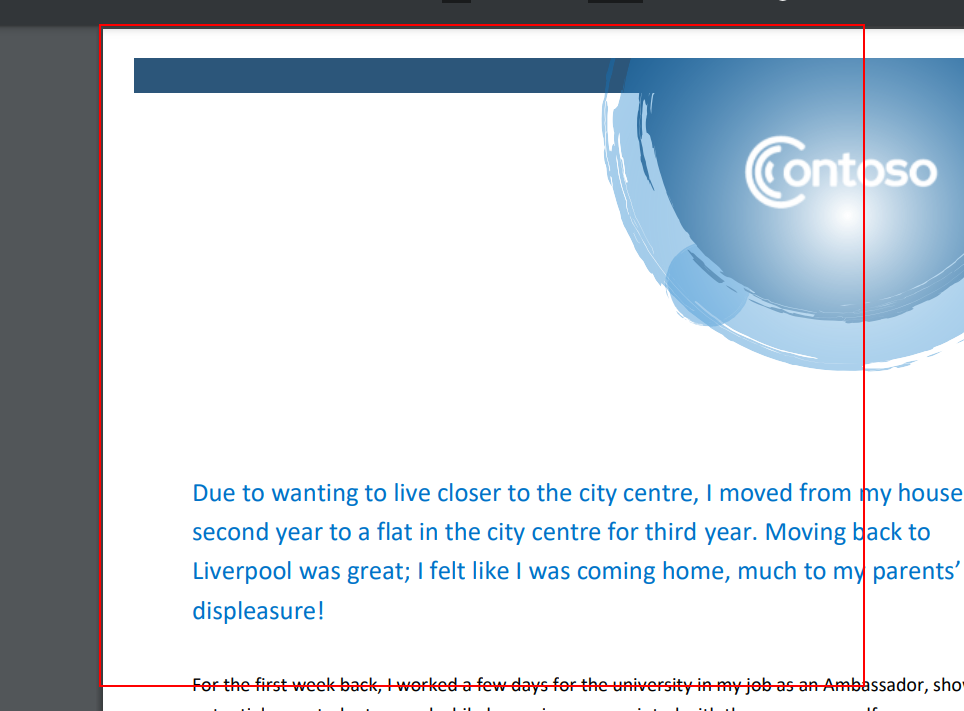 Contoso
Due to wanting to live closer to the city centre, I moved from my house
second year to a flat in the city centre for third year. Moving back to
Liverpool was great; I felt like I was coming home, much to my parents’
displeasure!
For the first week back, I worked a few days for the university in my job as an Ambassador,